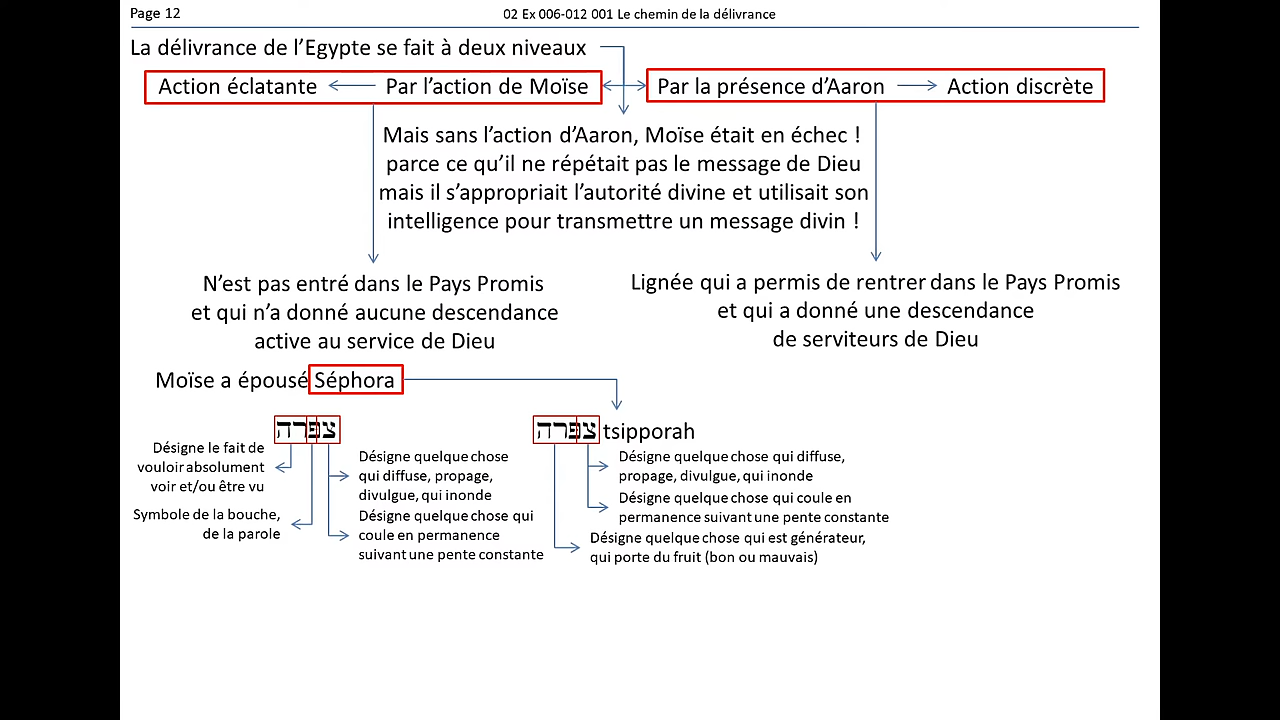 Page 12
02 Ex 006-012 001 Le chemin de la délivrance
La délivrance de l’Egypte se fait à deux niveaux
Action éclatante
Par l’action de Moïse
Par la présence d’Aaron
Action discrète
Mais sans l’action d’Aaron, Moïse était en échec !
parce ce qu’il ne répétait pas le message de Dieu
mais il s’appropriait l’autorité divine et utilisait son
intelligence pour transmettre un message divin !
N’est pas entré dans le Pays Promis
et qui n’a donné aucune descendance
active au service de Dieu
Lignée qui a permis de rentrer dans le Pays Promis
et qui a donné une descendance
de serviteurs de Dieu
Moïse a épousé Séphora
צפרה
Désigne le fait de
vouloir absolument
voir et/ou être vu
Symbole de la bouche,
de la parole
Désigne quelque chose
qui diffuse, propage,
divulgue, qui inonde
Désigne quelque chose qui
coule en permanence
suivant une pente constante
צפרה tsipporah
Désigne quelque chose qui diffuse,
propage, divulgue, qui inonde
Désigne quelque chose qui coule en
permanence suivant une pente constante
Désigne quelque chose qui est générateur,
qui porte du fruit (bon ou mauvais)